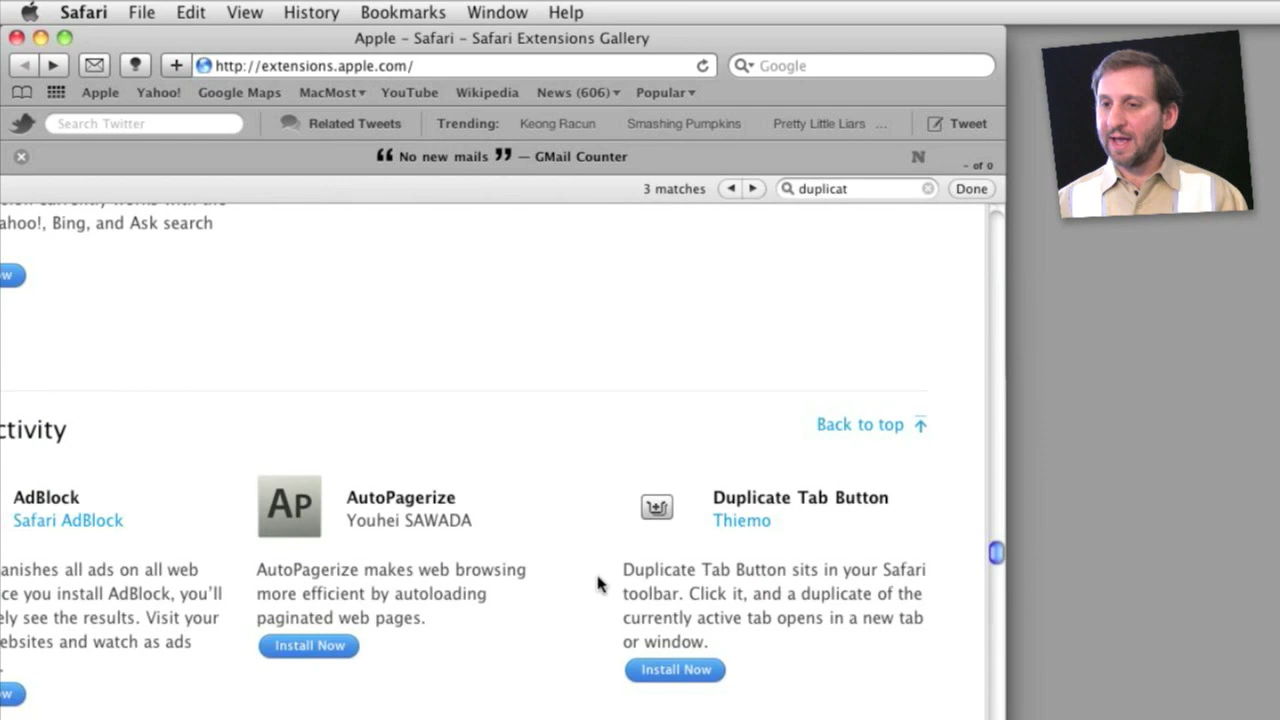 Safari File Edit View History Bookmarks Window Help
Apple – Safari – Safari Extensions Gallery
http://extensions.apple.com/ Google
Apple Yahoo! Google Maps MacMost YouTube Wikipedia News (606) Popular
Search Twitter Related Tweets Trending: Keong Racun Smashing Pumpkins Pretty Little Liars ... Tweet
“ No new mails ” — GMail Counter N - of 0
3 matches duplicat Done
ahoo!, Bing, and Ask search
ow
ctivity Back to top
AdBlock
Safari AdBlock
AP AutoPagerize
Youhei SAWADA
Duplicate Tab Button
Thiemo
anishes all ads on all web
ce you install AdBlock, you’ll
ely see the results. Visit your
ebsites and watch as ads
.
ow
AutoPagerize makes web browsing
more efficient by autoloading
paginated web pages.
Install Now
Duplicate Tab Button sits in your Safari
toolbar. Click it, and a duplicate of the
currently active tab opens in a new tab
or window.
Install Now